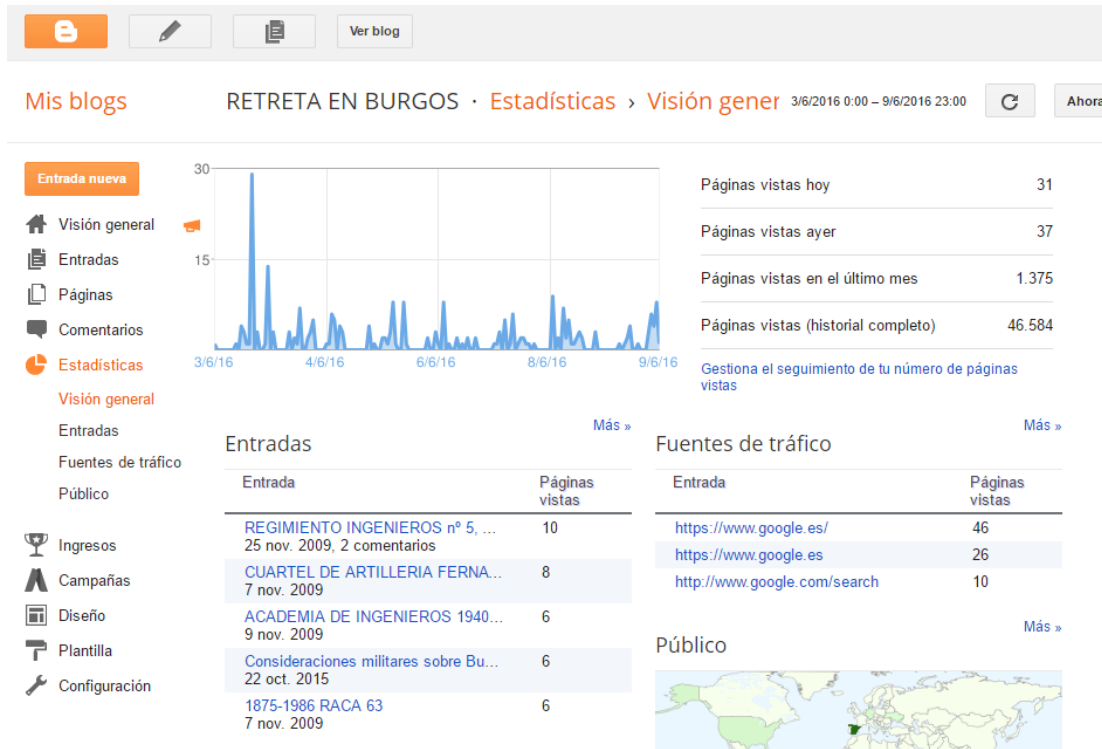 Ver blog
Mis blogs
RETRETA EN BURGOS · Estadísticas › Visión gener
3/6/2016 0:00 – 9/6/2016 23:00
Ahora
Entrada nueva
Visión general
Entradas
Páginas
Comentarios
Estadísticas
Visión general
Entradas
Fuentes de tráfico
Público
Ingresos
Campañas
Diseño
Plantilla
Configuración
30
15
3/6/16 4/6/16 6/6/16 8/6/16 9/6/16
Páginas vistas hoy 31
Páginas vistas ayer 37
Páginas vistas en el último mes 1.375
Páginas vistas (historial completo) 46.584
Gestiona el seguimiento de tu número de páginas
vistas
Más »
Entradas
Entrada Páginas
vistas
REGIMIENTO INGENIEROS nº 5, ... 10
25 nov. 2009, 2 comentarios
CUARTEL DE ARTILLERIA FERNA... 8
7 nov. 2009
ACADEMIA DE INGENIEROS 1940... 6
9 nov. 2009
Consideraciones militares sobre Bu... 6
22 oct. 2015
1875-1986 RACA 63 6
7 nov. 2009
Más »
Fuentes de tráfico
Entrada Páginas
vistas
https://www.google.es/ 46
https://www.google.es 26
http://www.google.com/search 10
Más »
Público